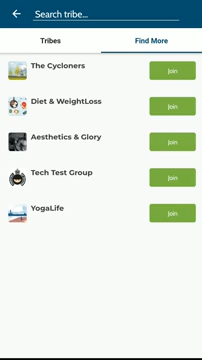 Search tribe...
Tribes
Find More
The Cycloners
Join
Diet & WeightLoss
Join
Aesthetics & Glory
Join
Tech Test Group
Join
YogaLife
Join